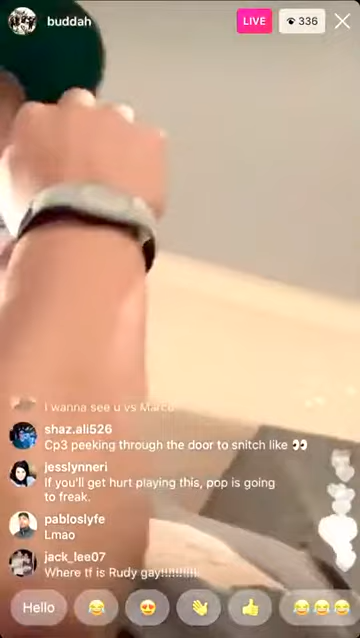 buddah
LIVE
336
I wanna see u vs Marco
shaz.ali526
Cp3 peeking through the door to snitch like 👀
jesslynneri
If you'll get hurt playing this, pop is going
to freak.
pabloslyfe
Lmao
jack_lee07
Where tf is Rudy gay!!!!!!!!!!
Hello